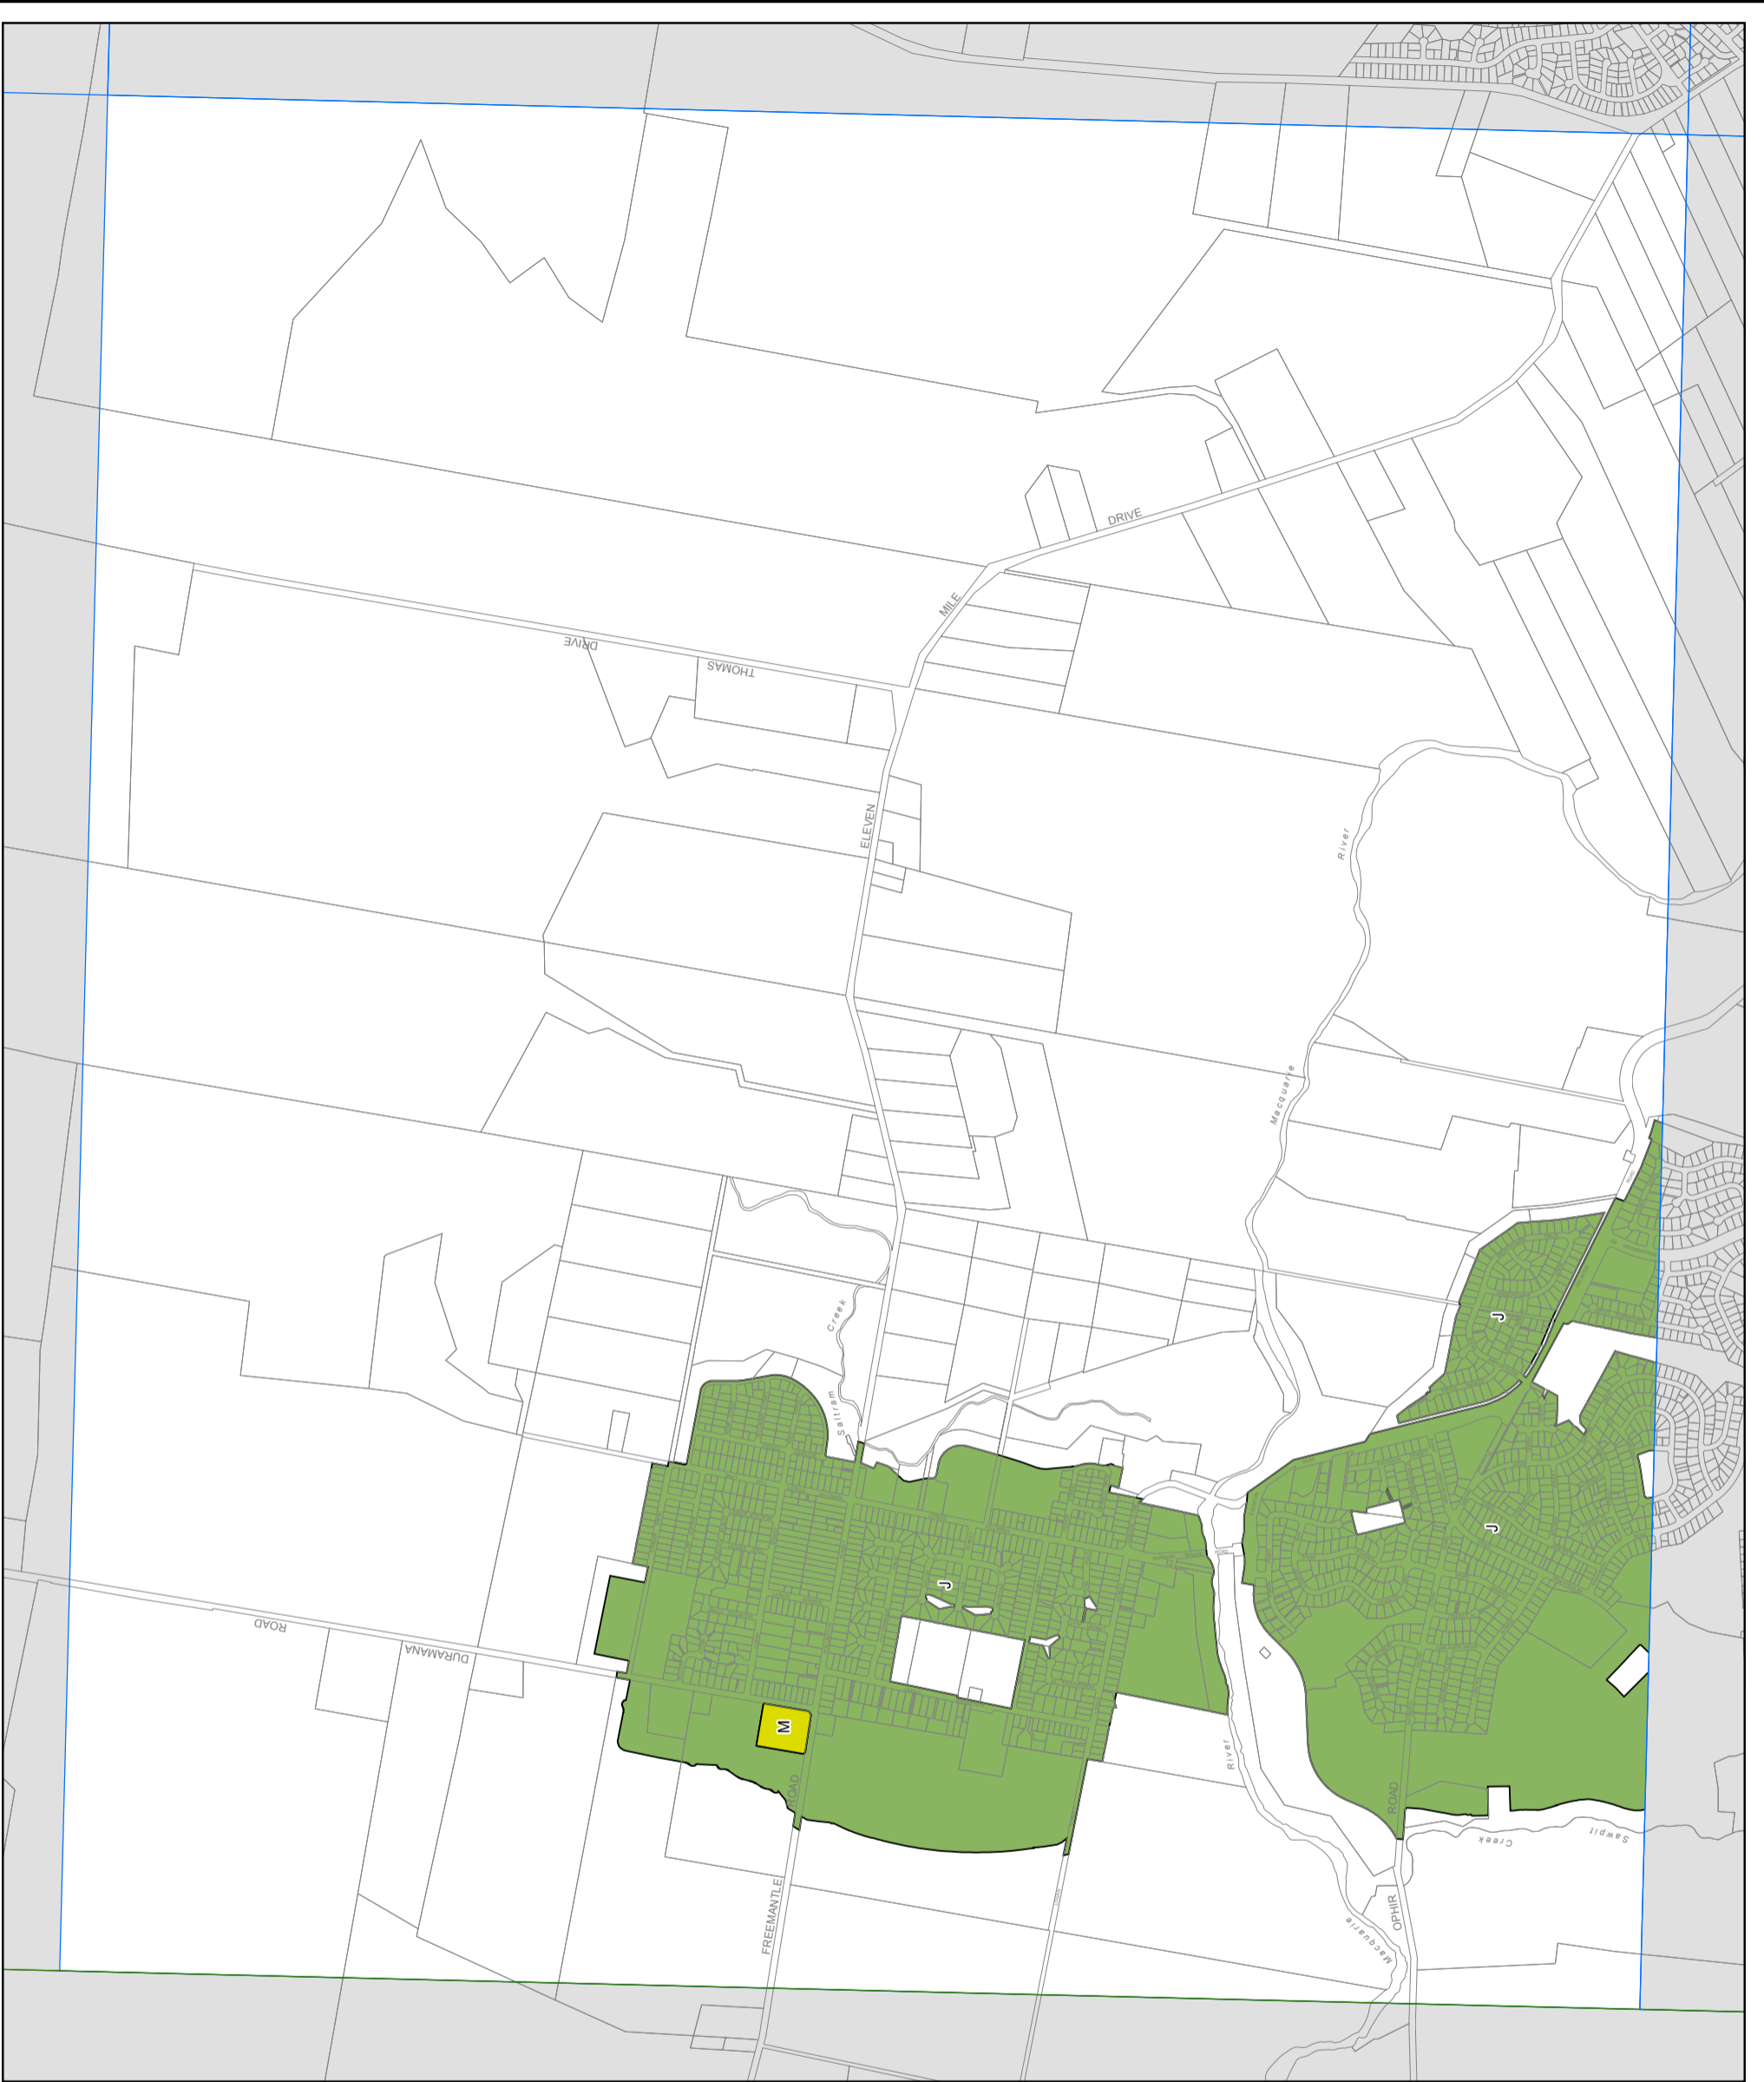 DRIVE
MILE
DRIVE
THOMAS
ELEVEN
River
Macquarie
Creek
Saltram
J
J
J
ROAD
DURAMANA
M
ROAD
River
ROAD
Creek
Sawpit
FREEMANTLE
OPHIR
Macquarie